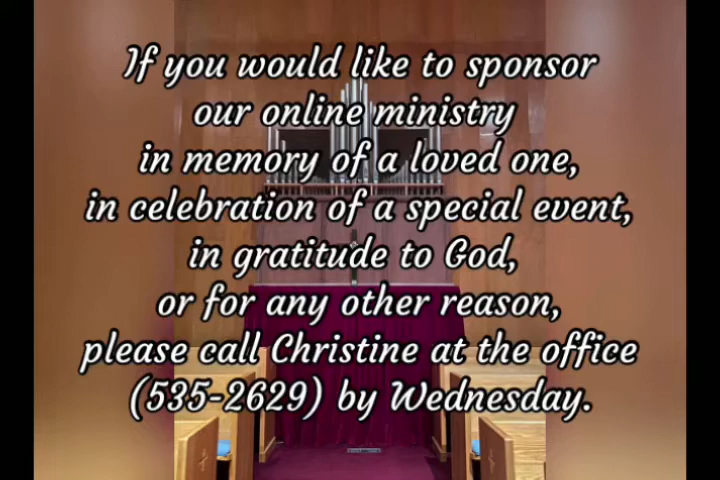 If you would like to sponsor
our online ministry
in memory of a loved one,
in celebration of a special event,
in gratitude to God,
or for any other reason,
please call Christine at the office
(535-2629) by Wednesday.